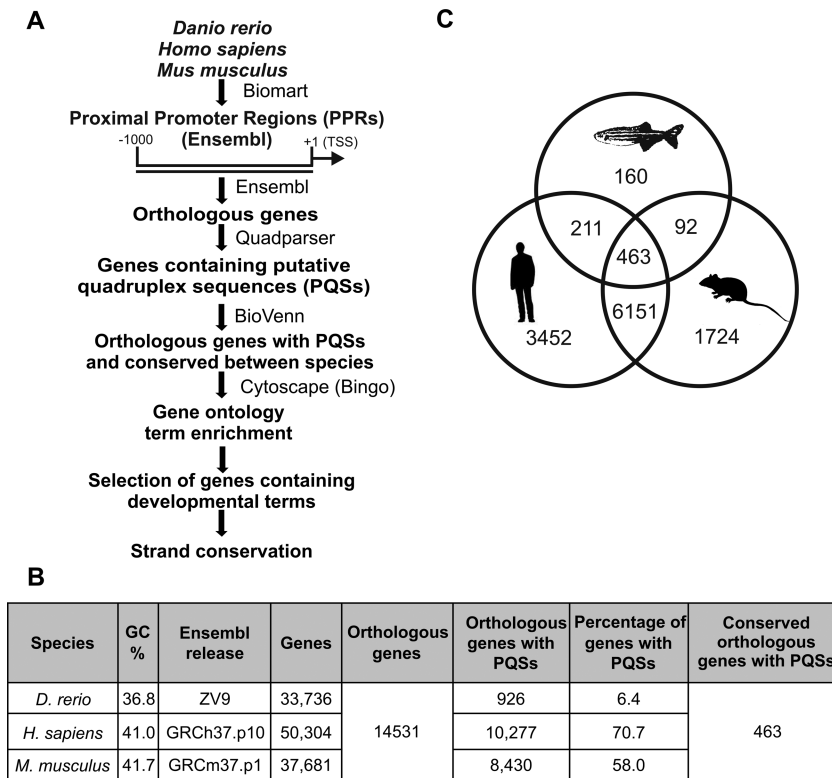 A
Danio rerio
Homo sapiens
Mus musculus
Biomart
Proximal Promoter Regions (PPRs)
(Ensembl)
-1000
+1 (TSS)
Ensembl
Orthologous genes
Quadparser
Genes containing putative
quadruplex sequences (PQSs)
BioVenn
Orthologous genes with PQSs
and conserved between species
Cytoscape (Bingo)
Gene ontology
term enrichment
Selection of genes containing
developmental terms
Strand conservation
C
160
211
92
463
6151
3452
1724
B
Species
GC
%
Ensembl
release
Genes
Orthologous
genes
Orthologous
genes with
PQSs
Percentage of
genes with
PQSs
Conserved
orthologous
genes with PQSs
D. rerio 36.8 ZV9 33,736 926 6.4
H. sapiens 41.0 GRCh37.p10 50,304 14531 10,277 70.7 463
M. musculus 41.7 GRCm37.p1 37,681 8,430 58.0